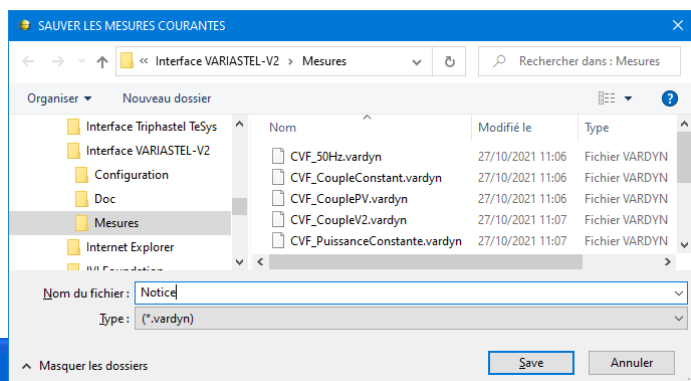 SAUVER LES MESURES COURANTES
« Interface VARIASTEL-V2 > Mesures
Rechercher dans : Mesures
Organiser
Nouveau dossier
Interface Triphastel TeSys
Interface VARIASTEL-V2
Configuration
Doc
Mesures
Internet Explorer
Nom Modifié le Type
CVF_50Hz.vardyn 27/10/2021 11:06 Fichier VARDYN
CVF_CoupleConstant.vardyn 27/10/2021 11:06 Fichier VARDYN
CVF_CouplePV.vardyn 27/10/2021 11:06 Fichier VARDYN
CVF_CoupleV2.vardyn 27/10/2021 11:07 Fichier VARDYN
CVF_PuissanceConstante.vardyn 27/10/2021 11:07 Fichier VARDYN
Nom du fichier : Notice
Type : (*.vardyn)
Masquer les dossiers
Save
Annuler